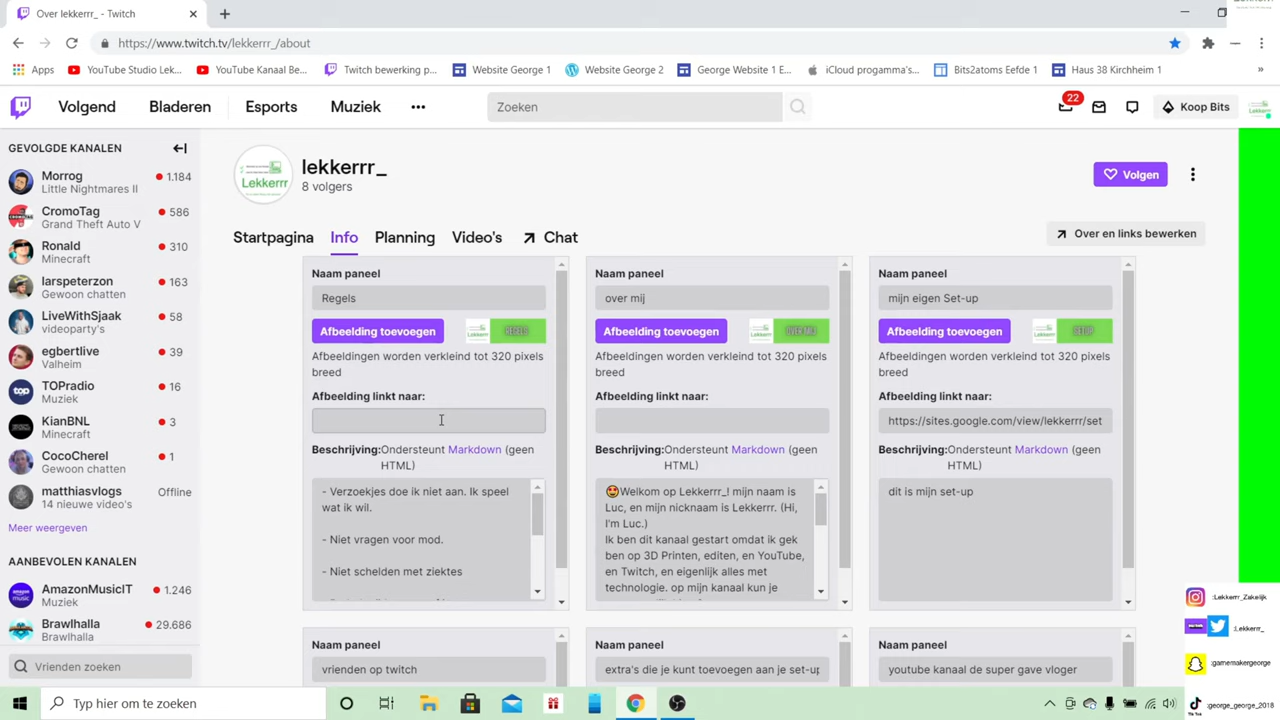 Over lekkerrr_ - Twitch
https://www.twitch.tv/lekkerrr_/about
Apps YouTube Studio Lek... YouTube Kanaal Be... Twitch bewerking p... Website George 1 Website George 2 George Website 1 E... iCloud progamma's... Bits2atoms Eefde 1 Haus 38 Kirchheim 1 »
Volgend Bladeren Esports Muziek ••• Zoeken 22 Koop Bits
GEVOLGDE KANALEN
Morrog 1.184
Little Nightmares II
CromoTag 586
Grand Theft Auto V
Ronald 310
Minecraft
larspeterzon 163
Gewoon chatten
LiveWithSjaak 58
videoparty's
egbertlive 39
Valheim
TOPradio 16
Muziek
KianBNL 3
Minecraft
CocoCherel 1
Gewoon chatten
matthiasvlogs Offline
14 nieuwe video's
Meer weergeven
AANBEVOLEN KANALEN
AmazonMusicIT 1.246
Muziek
Brawlhalla 29.686
Brawlhalla
Vrienden zoeken
Lekkerrr
lekkerrr_
8 volgers
Volgen
Startpagina Info Planning Video's Chat
Over en links bewerken
Naam paneel
Regels
Afbeelding toevoegen
Lekkerrr REGELS
Afbeeldingen worden verkleind tot 320 pixels
breed
Afbeelding linkt naar:
Beschrijving:Ondersteunt Markdown (geen
HTML)
- Verzoekjes doe ik niet aan. Ik speel
wat ik wil.
- Niet vragen voor mod.
- Niet schelden met ziektes
Naam paneel
over mij
Afbeelding toevoegen
Lekkerrr OVER MIJ
Afbeeldingen worden verkleind tot 320 pixels
breed
Afbeelding linkt naar:
Beschrijving:Ondersteunt Markdown (geen
HTML)
🤩Welkom op Lekkerrr_! mijn naam is
Luc, en mijn nicknaam is Lekkerrr. (Hi,
I'm Luc.)
Ik ben dit kanaal gestart omdat ik gek
ben op 3D Printen, editen, en YouTube,
en Twitch, en eigenlijk alles met
technologie. op mijn kanaal kun je
Naam paneel
mijn eigen Set-up
Afbeelding toevoegen
Lekkerrr SETUP
Afbeeldingen worden verkleind tot 320 pixels
breed
Afbeelding linkt naar:
https://sites.google.com/view/lekkerrr/set
Beschrijving:Ondersteunt Markdown (geen
HTML)
dit is mijn set-up
Naam paneel
vrienden op twitch
Naam paneel
extra's die je kunt toevoegen aan je set-up
Naam paneel
youtube kanaal de super gave vloger
:Lekkerrr_Zakelijk
:Lekkerrr_
:gamemakergeorge
:george_george_2018
Typ hier om te zoeken